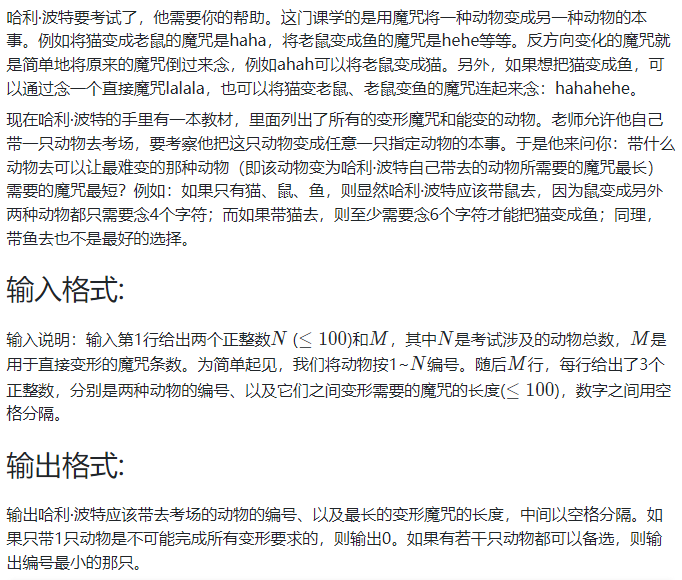 哈利·波特要考试了，他需要你的帮助。这门课学的是用魔咒将一种动物变成另一种动物的本
事。例如将猫变成老鼠的魔咒是haha，将老鼠变成鱼的魔咒是hehe等等。反方向变化的魔咒就
是简单地将原来的魔咒倒过来念，例如ahah可以将老鼠变成猫。另外，如果想把猫变成鱼，可
以通过念一个直接魔咒lalala，也可以将猫变老鼠、老鼠变鱼的魔咒连起来念：hahahehe。
现在哈利·波特的手里有一本教材，里面列出了所有的变形魔咒和能变的动物。老师允许他自己
带一只动物去考场，要考察他把这只动物变成任意一只指定动物的本事。于是他来问你：带什么
动物去可以让最难变的那种动物（即该动物变为哈利·波特自己带去的动物所需要的魔咒最长）
需要的魔咒最短？例如：如果只有猫、鼠、鱼，则显然哈利·波特应该带鼠去，因为鼠变成另外
两种动物都只需要念4个字符；而如果带猫去，则至少需要念6个字符才能把猫变成鱼；同理，
带鱼去也不是最好的选择。
输入格式:
输入说明：输入第1行给出两个正整数N (≤ 100)和M，其中N是考试涉及的动物总数，M是
用于直接变形的魔咒条数。为简单起见，我们将动物按1~N编号。随后M行，每行给出了3个
正整数，分别是两种动物的编号、以及它们之间变形需要的魔咒的长度(≤ 100)，数字之间用空
格分隔。
输出格式:
输出哈利·波特应该带去考场的动物的编号、以及最长的变形魔咒的长度，中间以空格分隔。如
果只带1只动物是不可能完成所有变形要求的，则输出0。如果有若干只动物都可以备选，则输
出编号最小的那只。